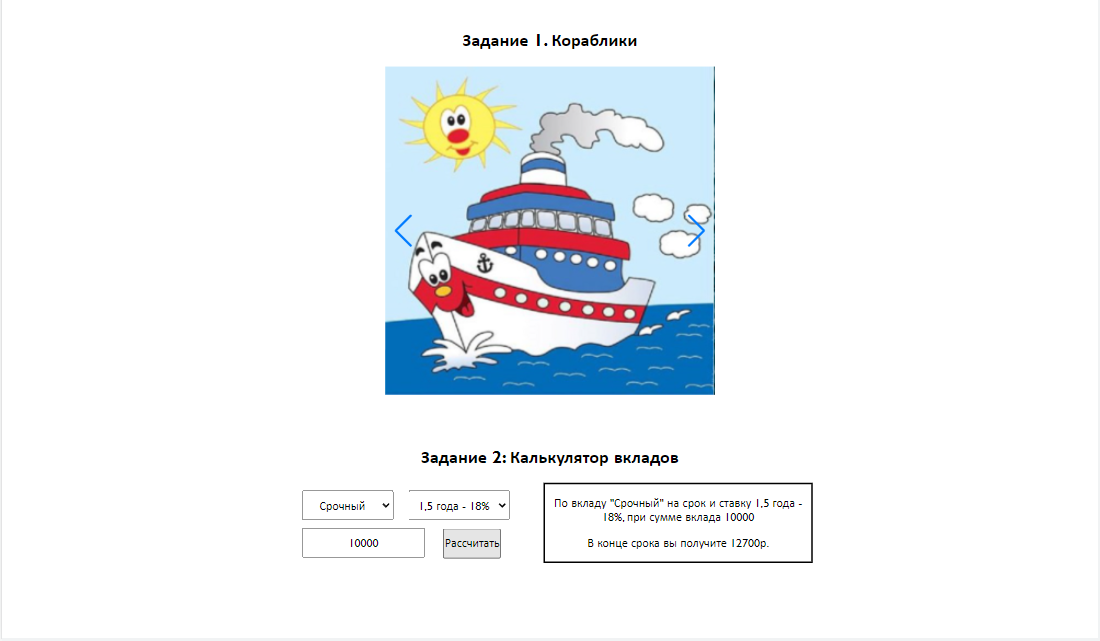 Задание 1. Кораблики
Задание 2: Калькулятор вкладов
Срочный
1,5 года - 18%
10000
Рассчитать
По вкладу "Срочный" на срок и ставку 1,5 года -
18%, при сумме вклада 10000
В конце срока вы получите 12700р.